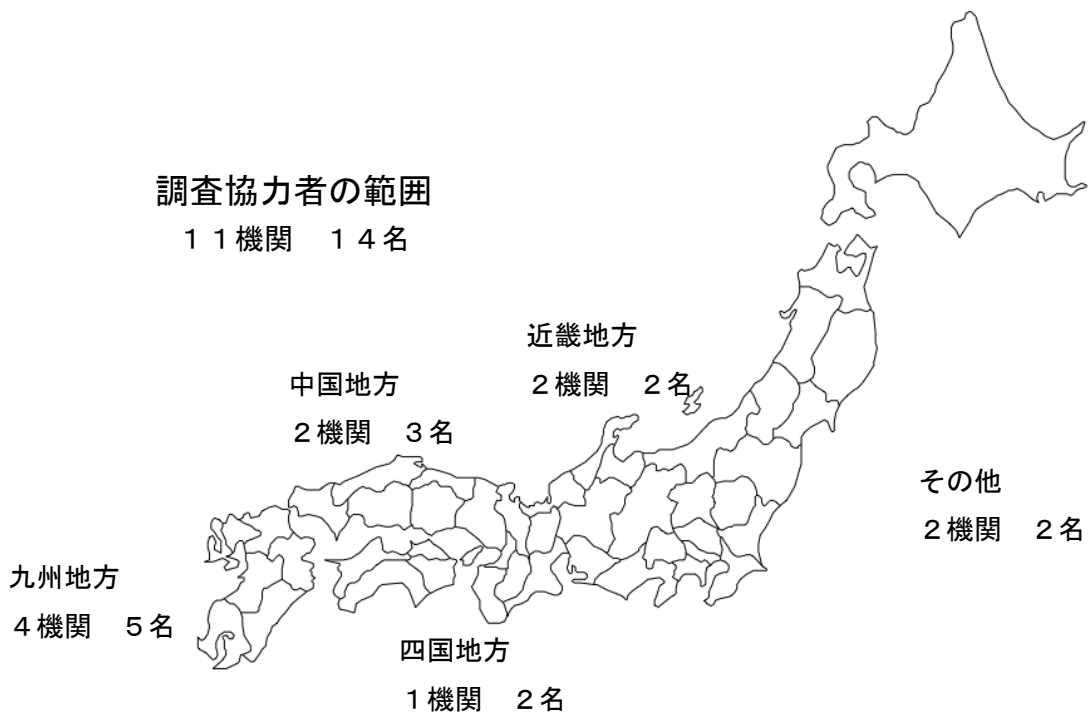 調査協力者の範囲
１１機関　１４名
近畿地方
２機関　２名
中国地方
２機関　３名
その他
２機関　２名
九州地方
４機関　５名
四国地方
１機関　２名